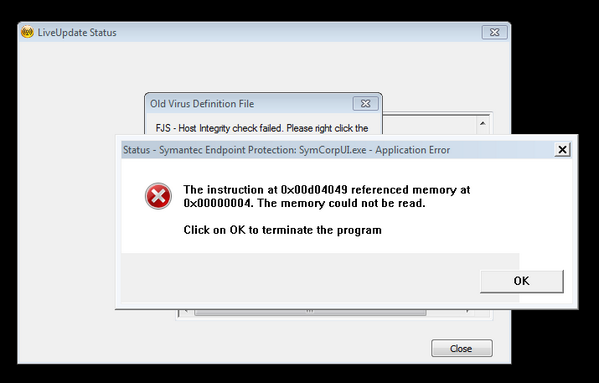 LiveUpdate Status
Old Virus Definition File
FJS - Host Integrity check failed. Please right click the
Status - Symantec Endpoint Protection: SymCorpUI.exe - Application Error
The instruction at 0x00d04049 referenced memory at
0x00000004. The memory could not be read.
Click on OK to terminate the program
OK
Close